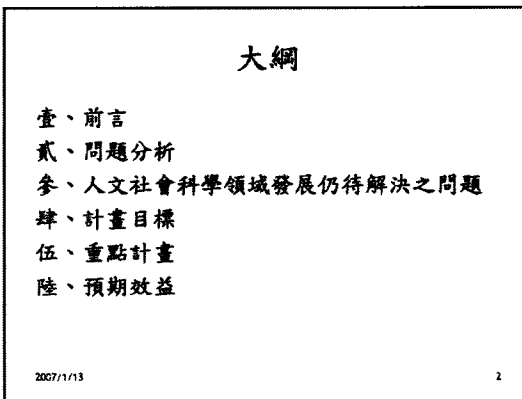 大綱
壹、前言
貳、問題分析
參、人文社會科學領域發展仍待解決之問題
肆、計畫目標
伍、重點計畫
陸、預期效益
2007/1/13
2